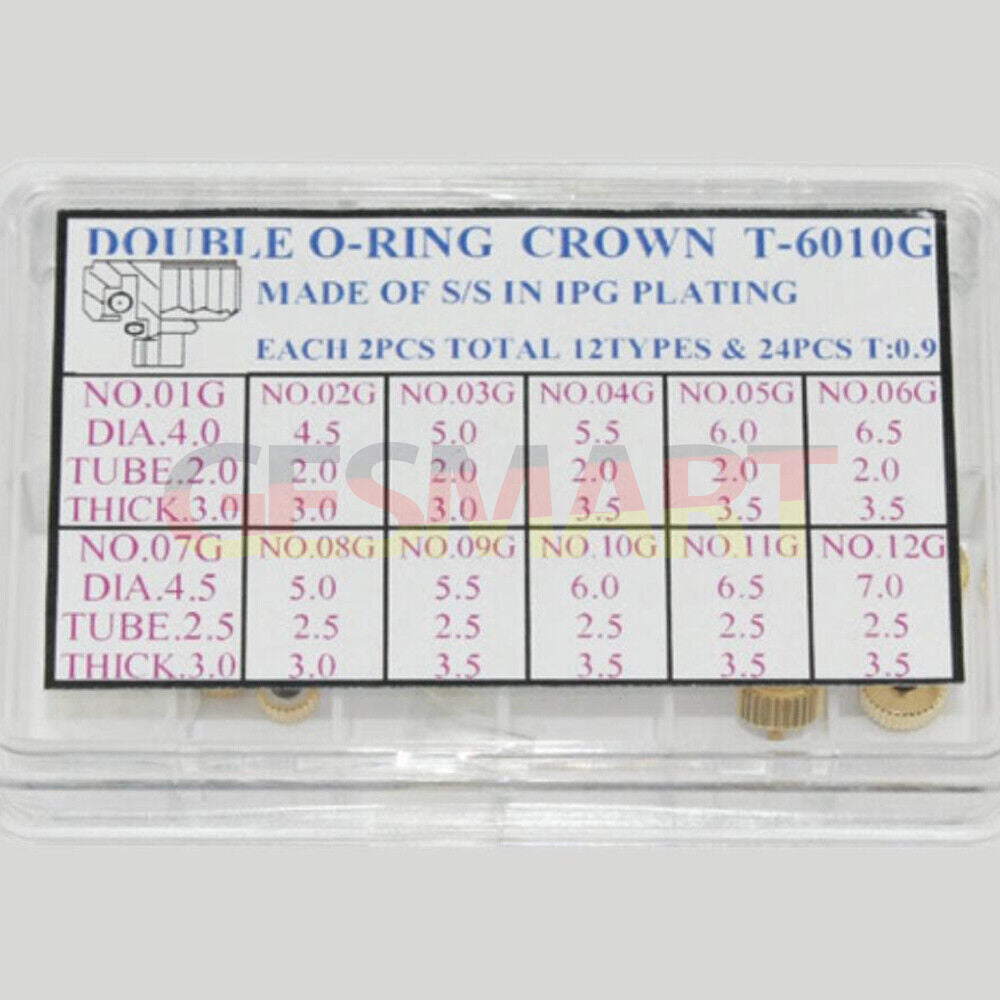 DOUBLE O-RING CROWN T-6010G
MADE OF S/S IN IPG PLATING
EACH 2PCS TOTAL 12TYPES & 24PCS T:0.9
NO.01G NO.02G NO.03G NO.04G NO.05G NO.06G
DIA.4.0 4.5 5.0 5.5 6.0 6.5
TUBE.2.0 2.0 2.0 2.0 2.0 2.0
THICK.3.0 3.0 3.0 3.5 3.5 3.5
NO.07G NO.08G NO.09G NO.10G NO.11G NO.12G
DIA.4.5 5.0 5.5 6.0 6.5 7.0
TUBE.2.5 2.5 2.5 2.5 2.5 2.5
THICK.3.0 3.0 3.5 3.5 3.5 3.5
GESMART